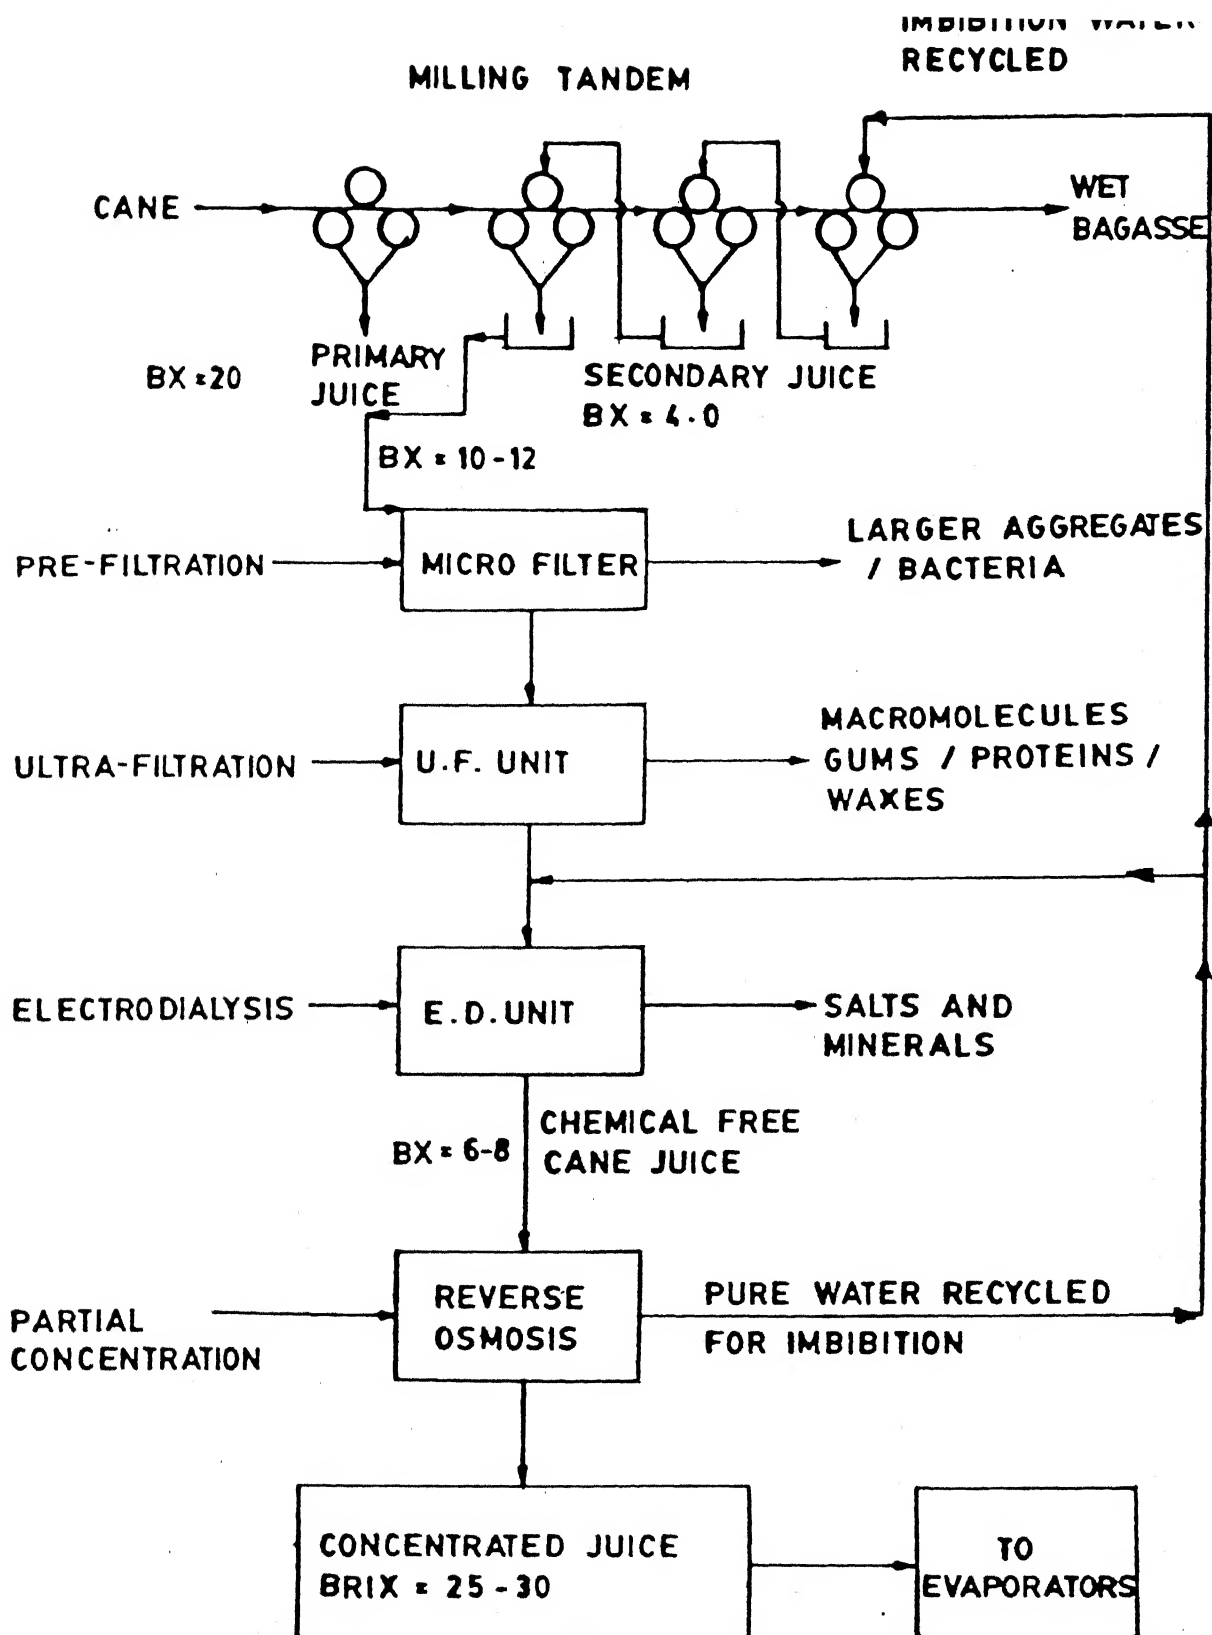 IMBIBITION WATER
RECYCLED
MILLING TANDEM
CANE
WET
BAGASSE
PRIMARY
JUICE
BX = 20
SECONDARY JUICE
BX = 4.0
BX = 10-12
PRE-FILTRATION
MICRO FILTER
LARGER AGGREGATES
/ BACTERIA
ULTRA-FILTRATION
U.F. UNIT
MACROMOLECULES
GUMS / PROTEINS /
WAXES
ELECTRODIALYSIS
E.D. UNIT
SALTS AND
MINERALS
BX = 6-8
CHEMICAL FREE
CANE JUICE
PARTIAL
CONCENTRATION
REVERSE
OSMOSIS
PURE WATER RECYCLED
FOR IMBIBITION
CONCENTRATED JUICE
BRIX = 25-30
TO
EVAPORATORS